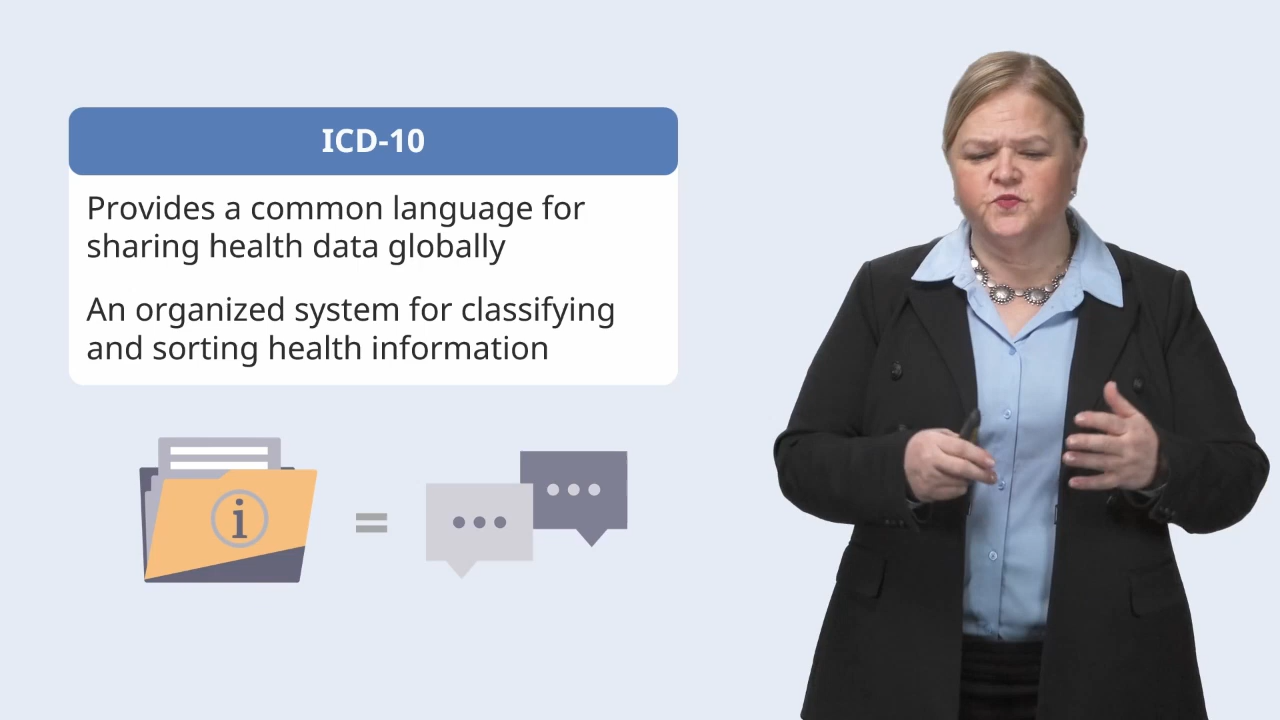 ICD-10
Provides a common language for
sharing health data globally
An organized system for classifying
and sorting health information
i